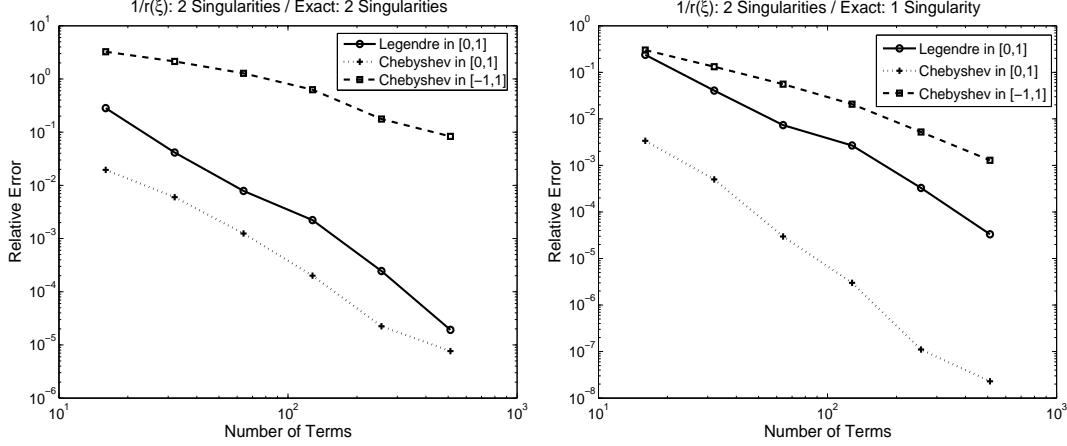 1/r(ξ): 2 Singularities / Exact: 2 Singularities
10^1
10^0
10^-1
10^-2
10^-3
10^-4
10^-5
10^-6
Relative Error
Legendre in [0,1]
Chebyshev in [0,1]
Chebyshev in [-1,1]
10^1
10^2
10^3
Number of Terms
1/r(ξ): 2 Singularities / Exact: 1 Singularity
10^0
10^-1
10^-2
10^-3
10^-4
10^-5
10^-6
10^-7
10^-8
Relative Error
Legendre in [0,1]
Chebyshev in [0,1]
Chebyshev in [-1,1]
10^1
10^2
10^3
Number of Terms